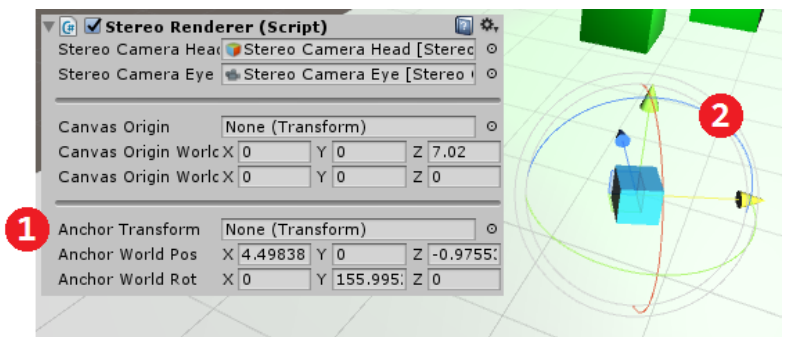 Stereo Renderer (Script)
Stereo Camera Head Stereo Camera Head [Stereo
Stereo Camera Eye Stereo Camera Eye [Stereo
Canvas Origin None (Transform)
Canvas Origin World X 0 Y 0 Z 7.02
Canvas Origin World X 0 Y 0 Z 0
1 Anchor Transform None (Transform)
Anchor World Pos X 4.49838 Y 0 Z -0.9755
Anchor World Rot X 0 Y 155.995 Z 0
2